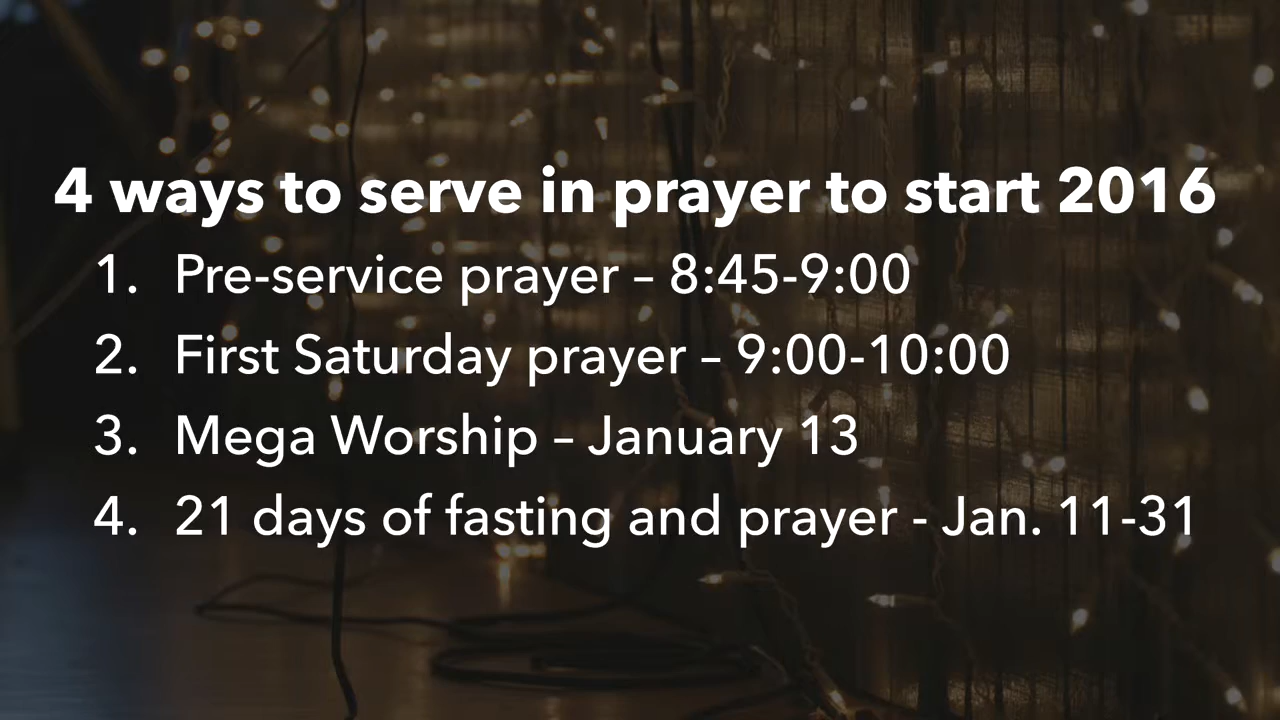 4 ways to serve in prayer to start 2016
1. Pre-service prayer – 8:45-9:00
2. First Saturday prayer – 9:00-10:00
3. Mega Worship – January 13
4. 21 days of fasting and prayer - Jan. 11-31